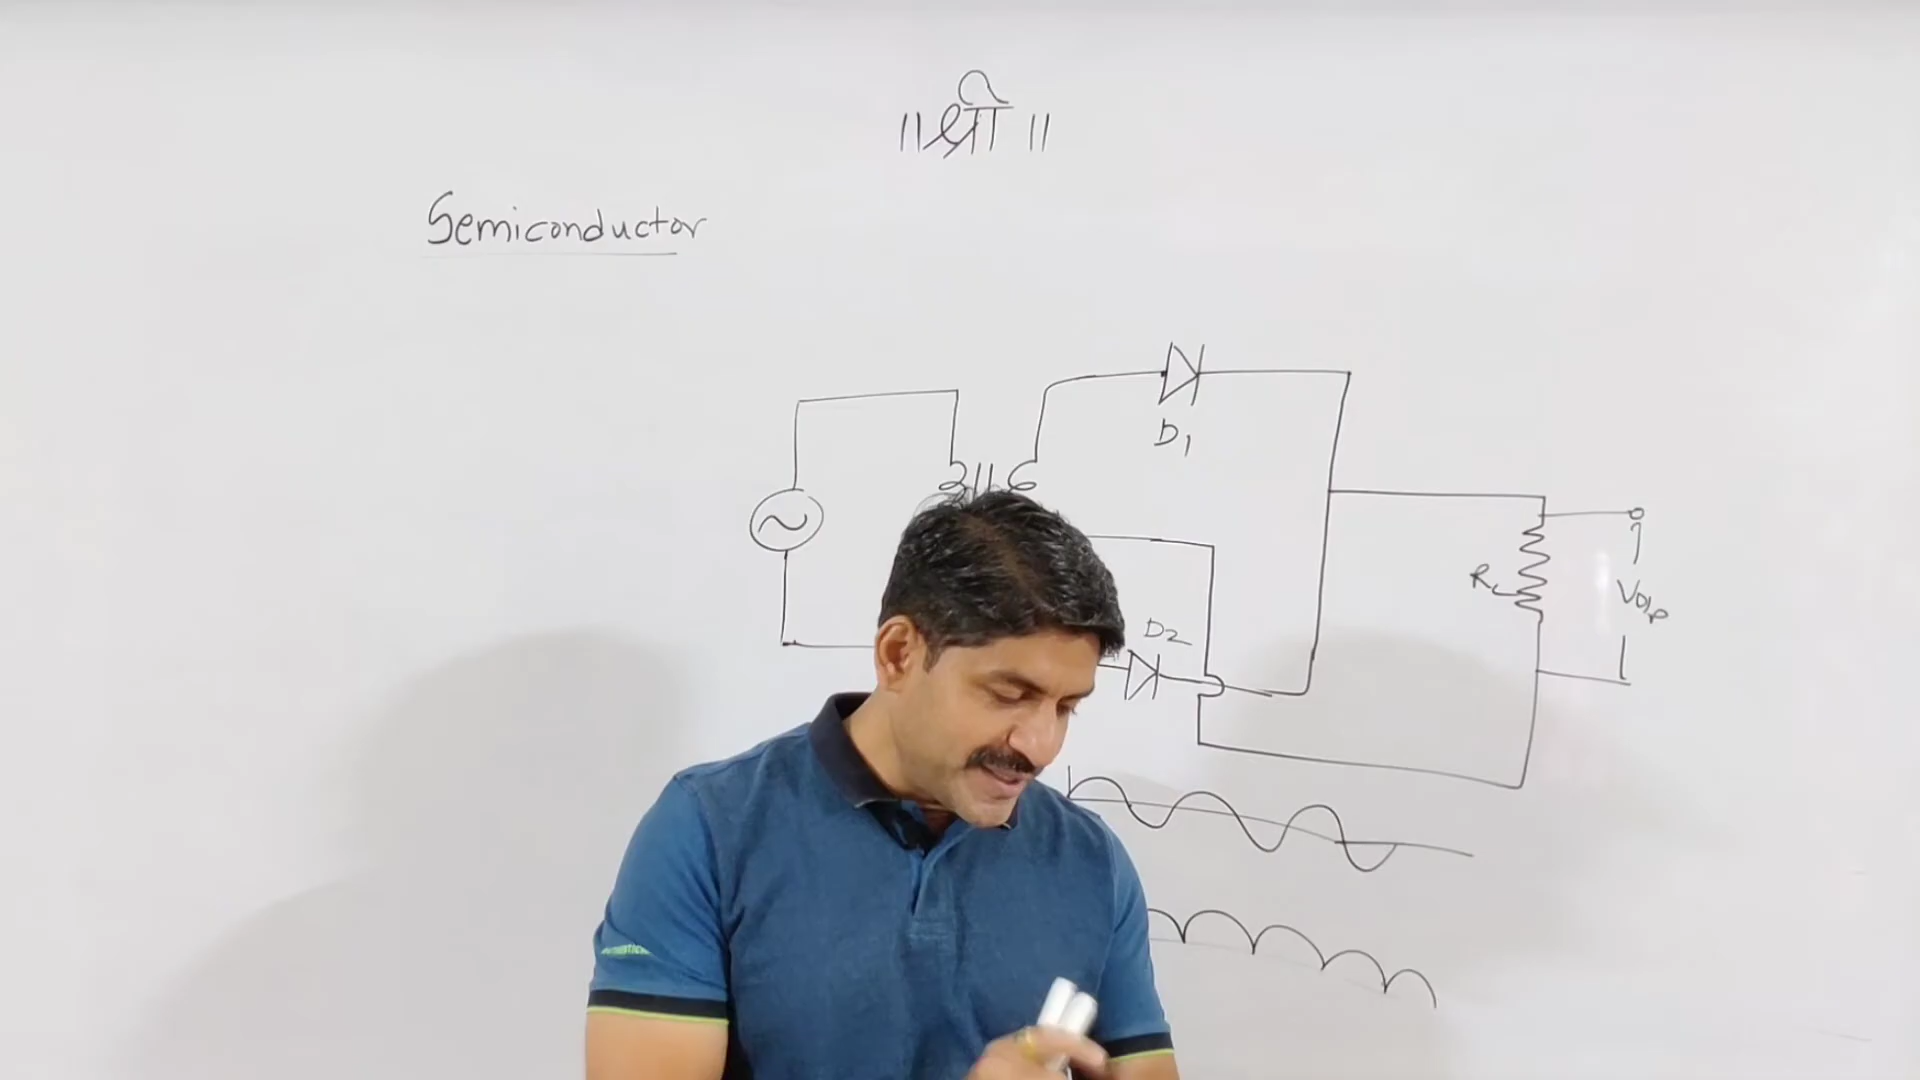 ॥ श्री ॥
Semiconductor
D1
RL
Vo/p
D2